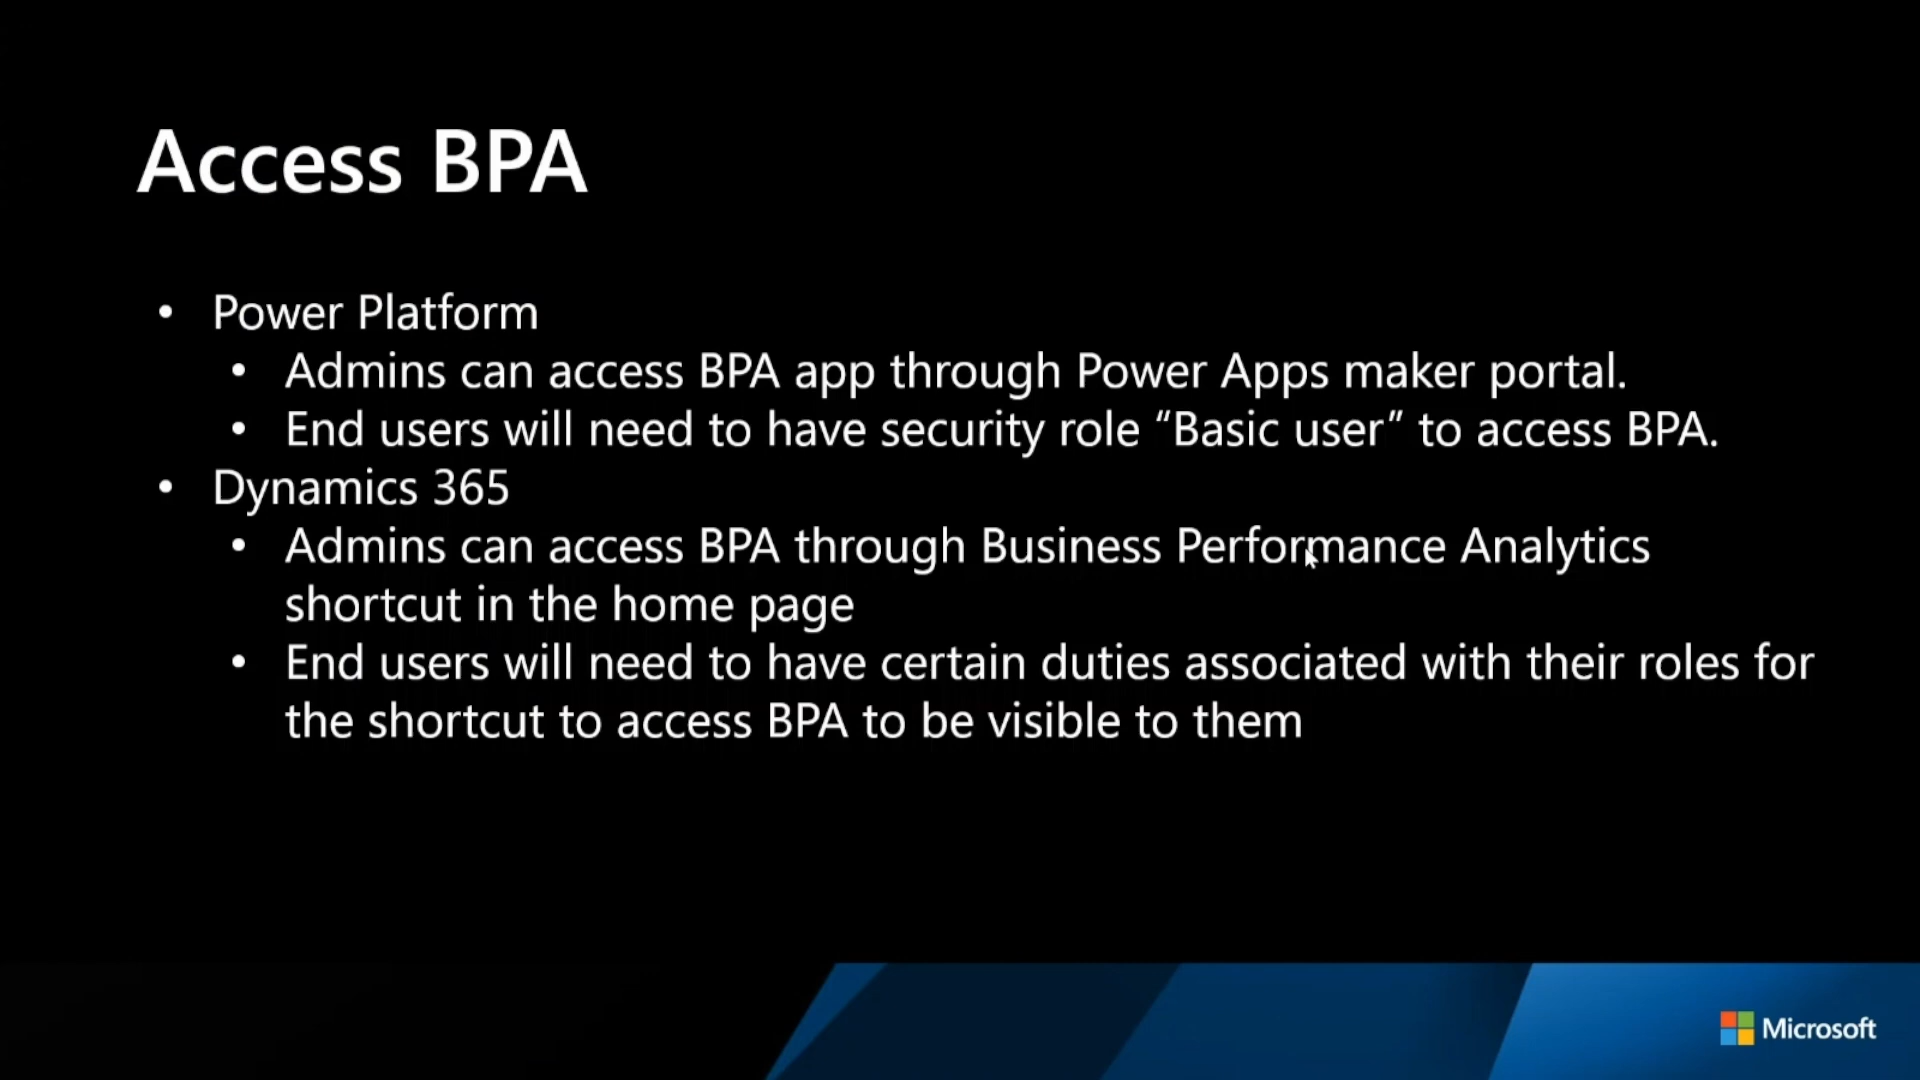 Access BPA
• Power Platform
• Admins can access BPA app through Power Apps maker portal.
• End users will need to have security role “Basic user” to access BPA.
• Dynamics 365
• Admins can access BPA through Business Performance Analytics
shortcut in the home page
• End users will need to have certain duties associated with their roles for
the shortcut to access BPA to be visible to them
Microsoft